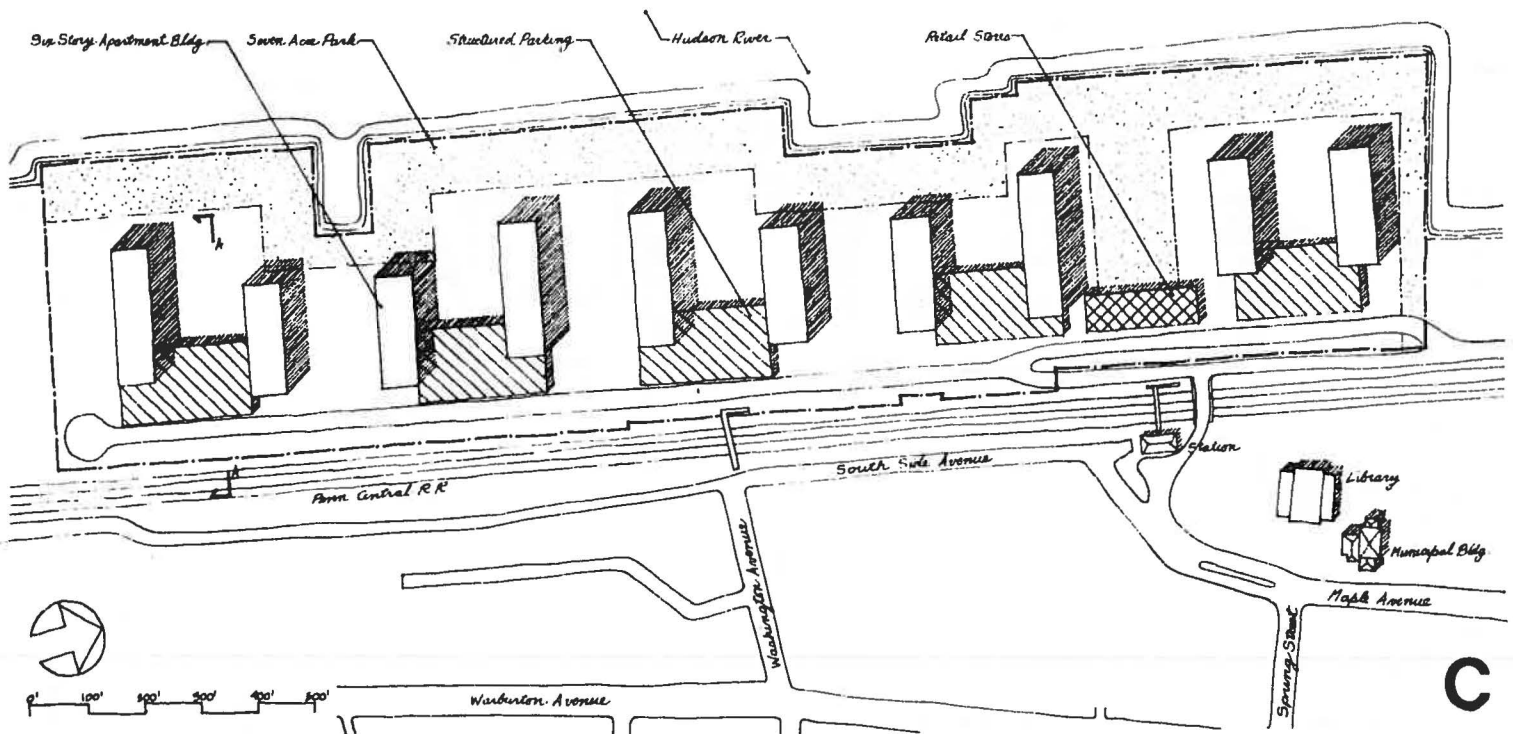 Six Story Apartment Bldg
Seven Acre Park
Structured Parking
Hudson River
Retail Stores
A
A
Penn Central R R
South Side Avenue
Station
Library
Municipal Bldg
Washington Avenue
Maple Avenue
Spring Street
Warburton Avenue
0' 100' 200' 300' 400' 500'
C